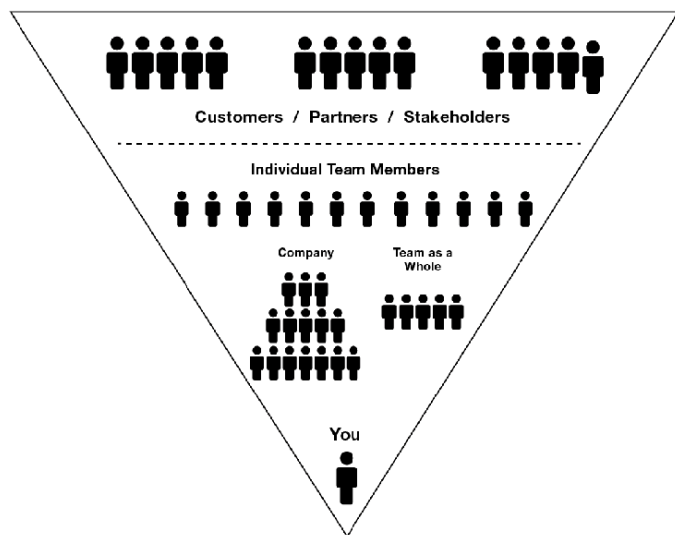 Customers / Partners / Stakeholders
Individual Team Members
Company
Team as a
Whole
You